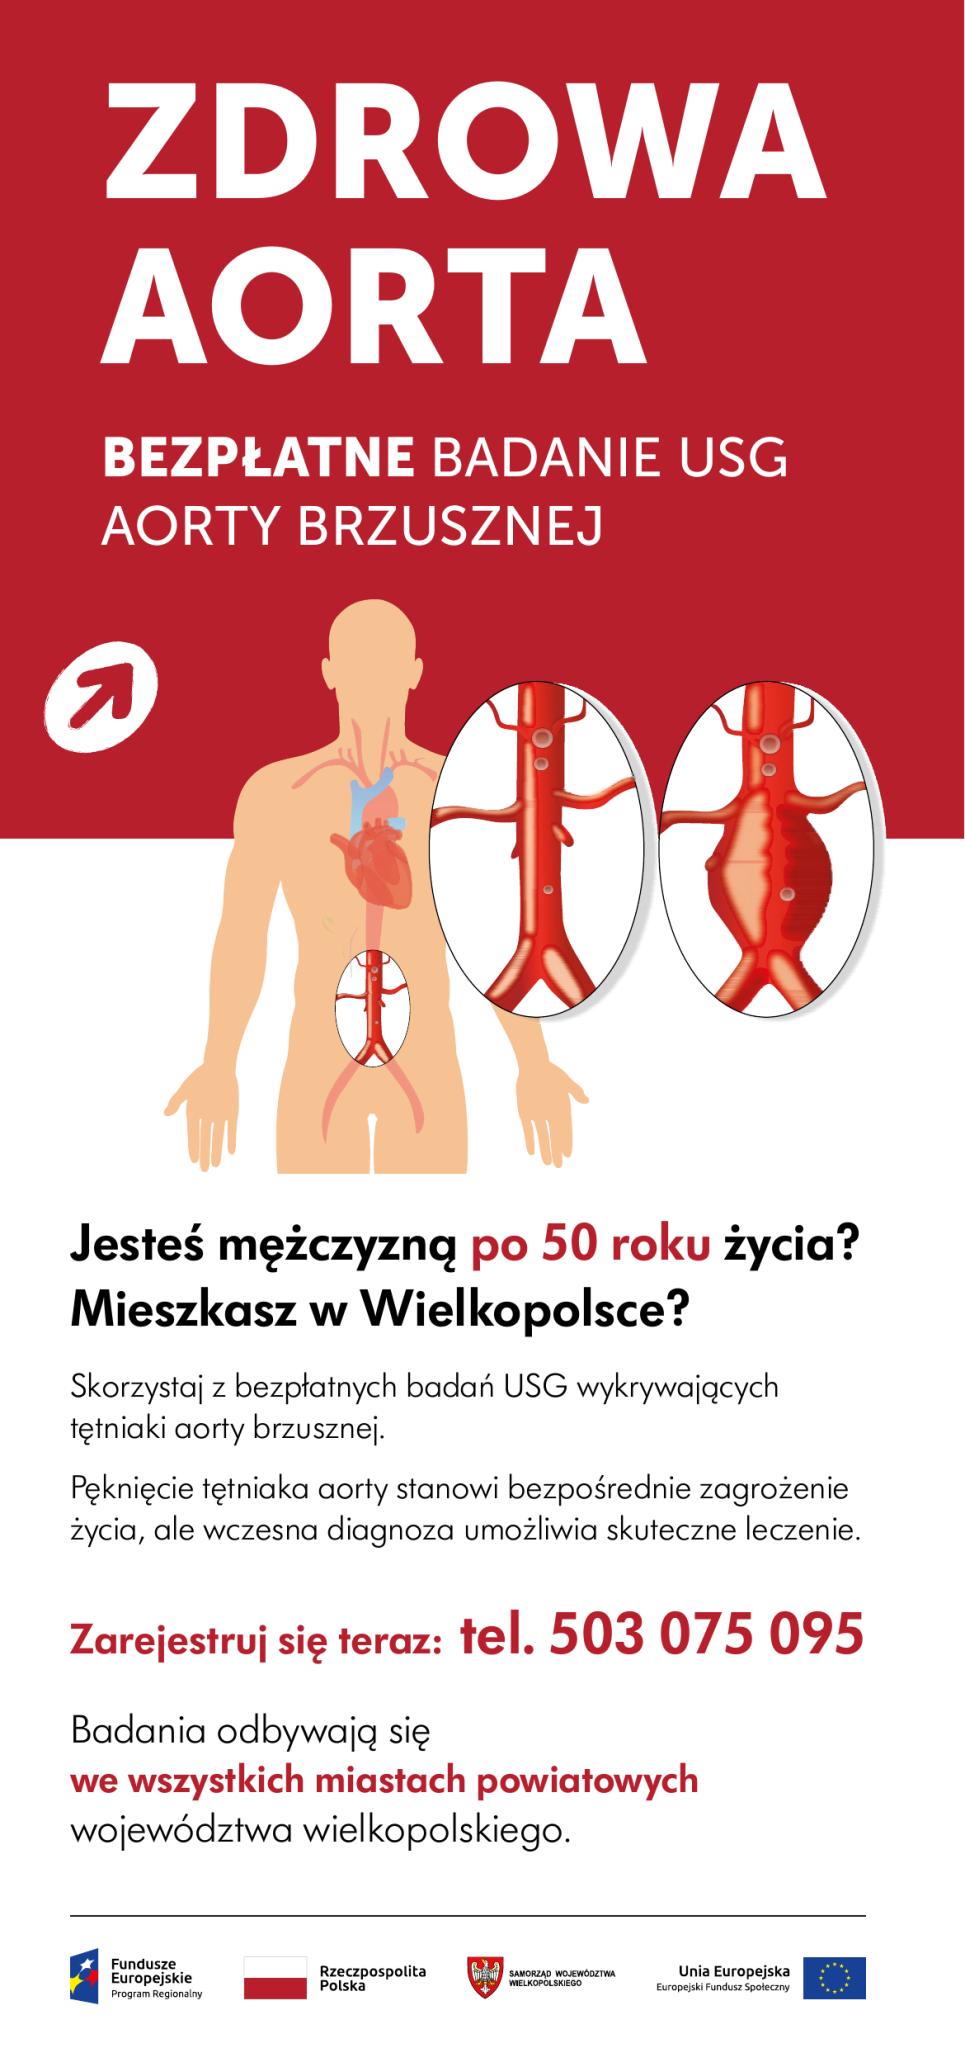 ZDROWA
AORTA
BEZPŁATNE BADANIE USG
AORTY BRZUSZNEJ
Jesteś mężczyzną po 50 roku życia?
Mieszkasz w Wielkopolsce?
Skorzystaj z bezpłatnych badań USG wykrywających
tętniaki aorty brzusznej.
Pęknięcie tętniaka aorty stanowi bezpośrednie zagrożenie
życia, ale wczesna diagnoza umożliwia skuteczne leczenie.
Zarejestruj się teraz: tel. 503 075 095
Badania odbywają się
we wszystkich miastach powiatowych
województwa wielkopolskiego.
Fundusze
Europejskie
Program Regionalny
Rzeczpospolita
Polska
SAMORZĄD WOJEWÓDZTWA
WIELKOPOLSKIEGO
Unia Europejska
Europejski Fundusz Społeczny